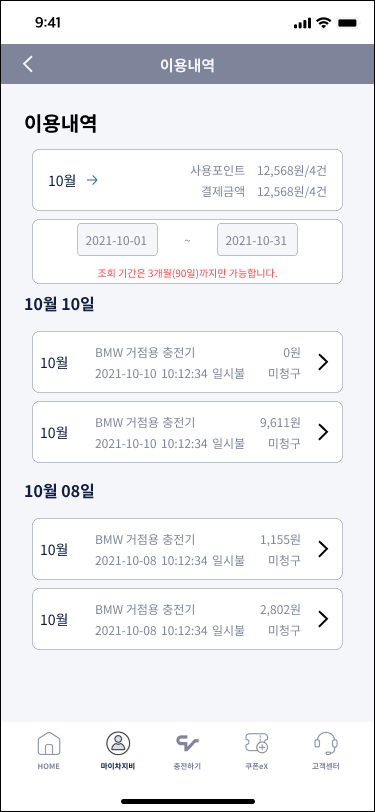 9:41
이용내역
이용내역
10월 → 사용포인트 12,568원/4건
결제금액 12,568원/4건
2021-10-01 ~ 2021-10-31
조회 기간은 3개월(90일)까지만 가능합니다.
10월 10일
10월 BMW 거점용 충전기 0원
2021-10-10 10:12:34 일시불 미청구
10월 BMW 거점용 충전기 9,611원
2021-10-10 10:12:34 일시불 미청구
10월 08일
10월 BMW 거점용 충전기 1,155원
2021-10-08 10:12:34 일시불 미청구
10월 BMW 거점용 충전기 2,802원
2021-10-08 10:12:34 일시불 미청구
HOME 마이차지비 충전하기 쿠폰eX 고객센터